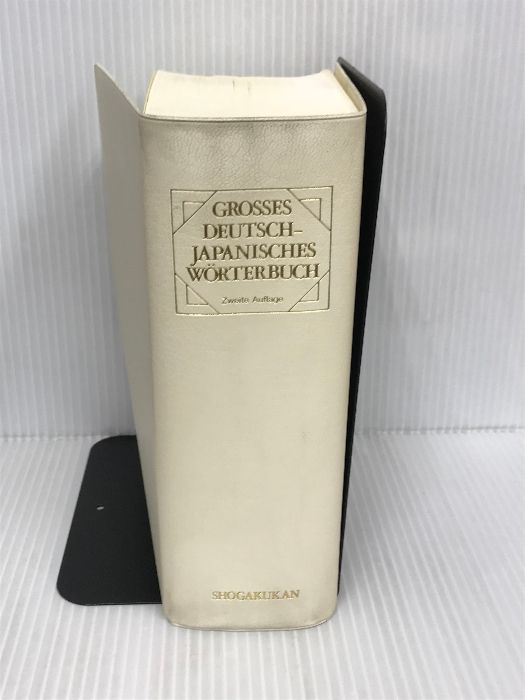 GROSSES
DEUTSCH-
JAPANISCHES
WÖRTERBUCH
Zweite Auflage
SHOGAKUKAN